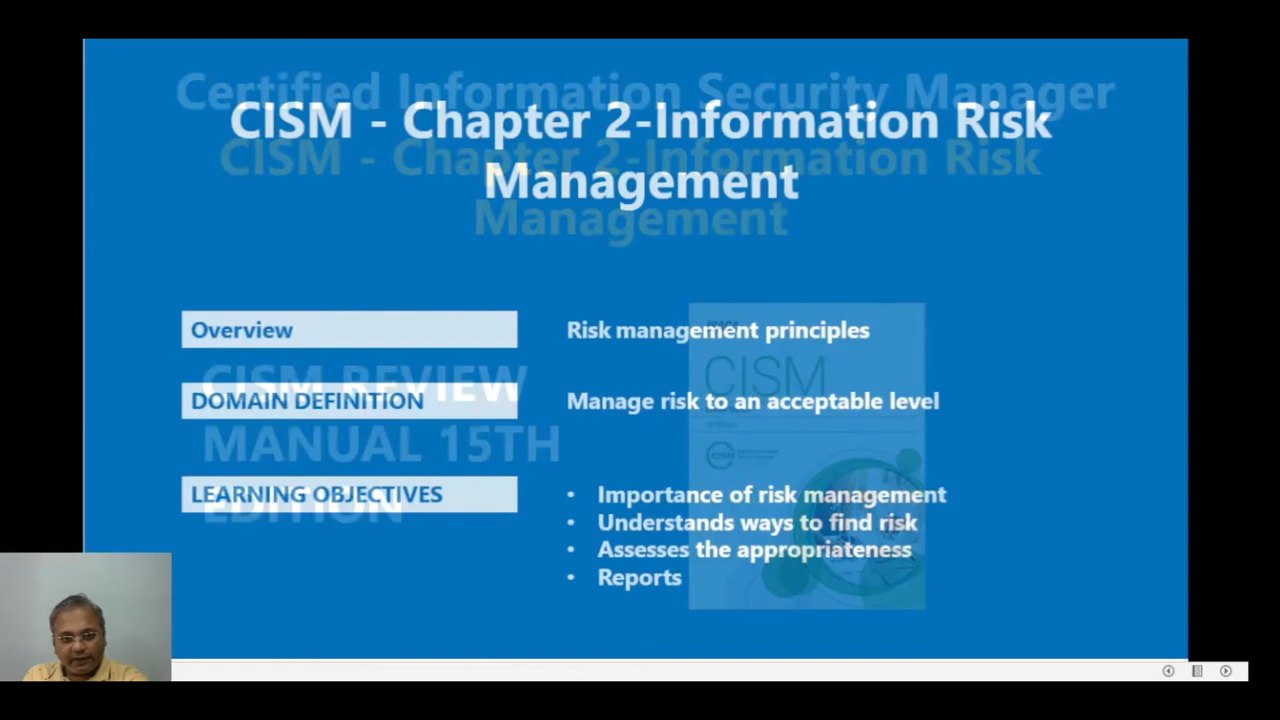 Certified Information Security Manager
CISM - Chapter 2-Information Risk
Management
CISM - Chapter 2-Information Risk
Management
Overview
Risk management principles
CISM REVIEW
MANUAL 15TH
EDITION
CISM
DOMAIN DEFINITION
Manage risk to an acceptable level
LEARNING OBJECTIVES
• Importance of risk management
• Understands ways to find risk
• Assesses the appropriateness
• Reports